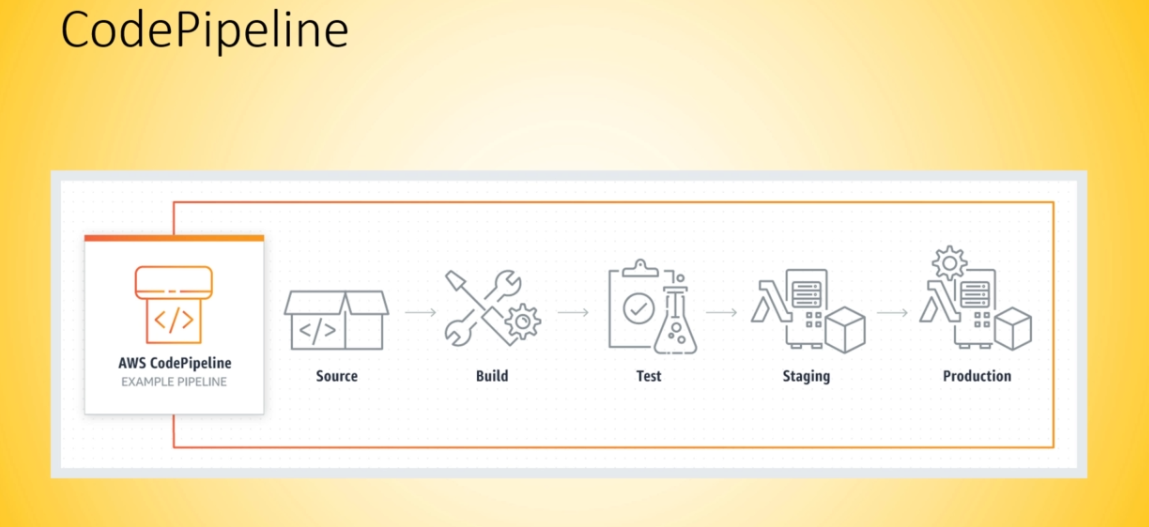 CodePipeline
</>
AWS CodePipeline
EXAMPLE PIPELINE
</>
Source
Build
Test
Staging
Production